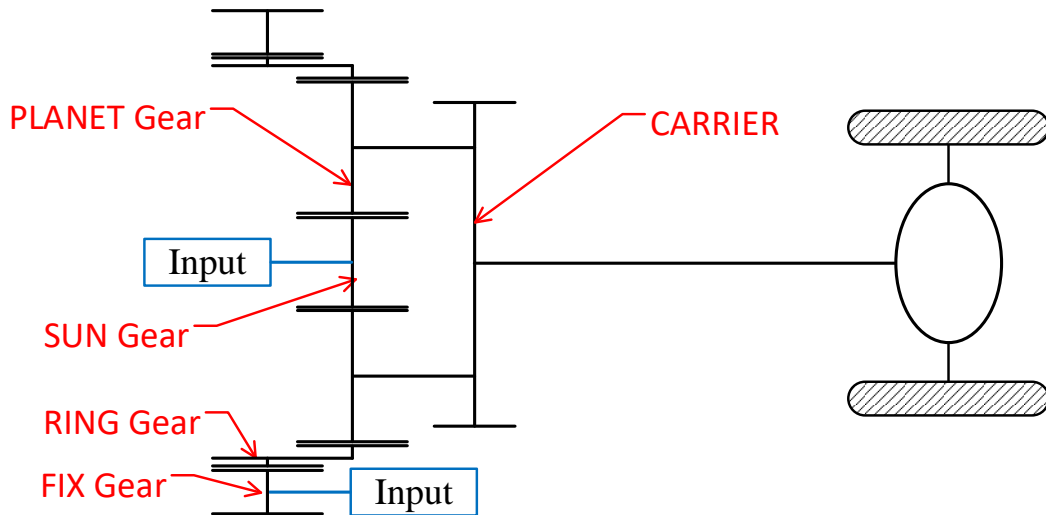 PLANET Gear
CARRIER
Input
SUN Gear
RING Gear
FIX Gear
Input